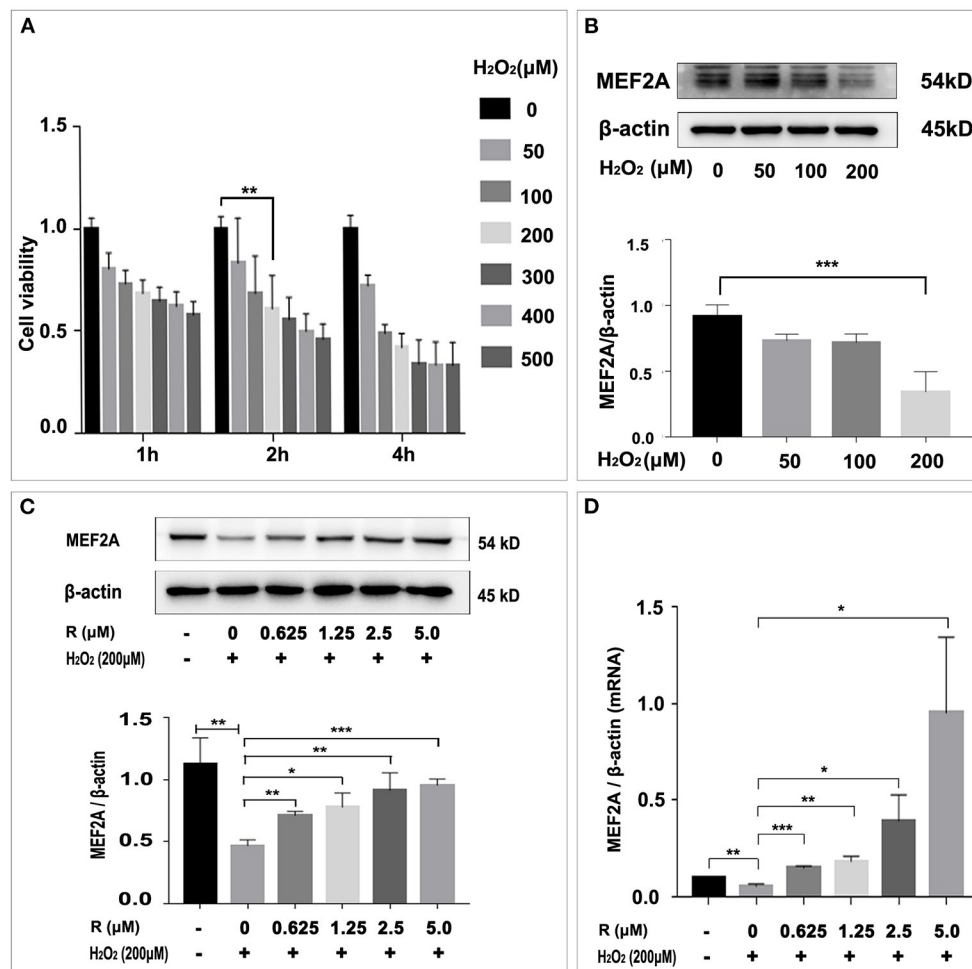 A
H₂O₂(μM)
0
50
100
200
300
400
500
1.5
1.0
0.5
0.0
Cell viability
**
1h 2h 4h
B
MEF2A 54kD
β-actin 45kD
H₂O₂ (μM) 0 50 100 200
1.5
1.0
0.5
0.0
MEF2A/β-actin
***
H₂O₂(μM) 0 50 100 200
C
MEF2A 54 kD
β-actin 45 kD
R (μM) - 0 0.625 1.25 2.5 5.0
H₂O₂ (200μM) - + + + + +
1.5
1.0
0.5
0.0
MEF2A / β-actin
**
***
**
*
**
R (μM) - 0 0.625 1.25 2.5 5.0
H₂O₂ (200μM) - + + + + +
D
1.5
1.0
0.5
0.0
MEF2A / β-actin (mRNA)
*
*
**
***
**
R (μM) - 0 0.625 1.25 2.5 5.0
H₂O₂ (200μM) - + + + + +